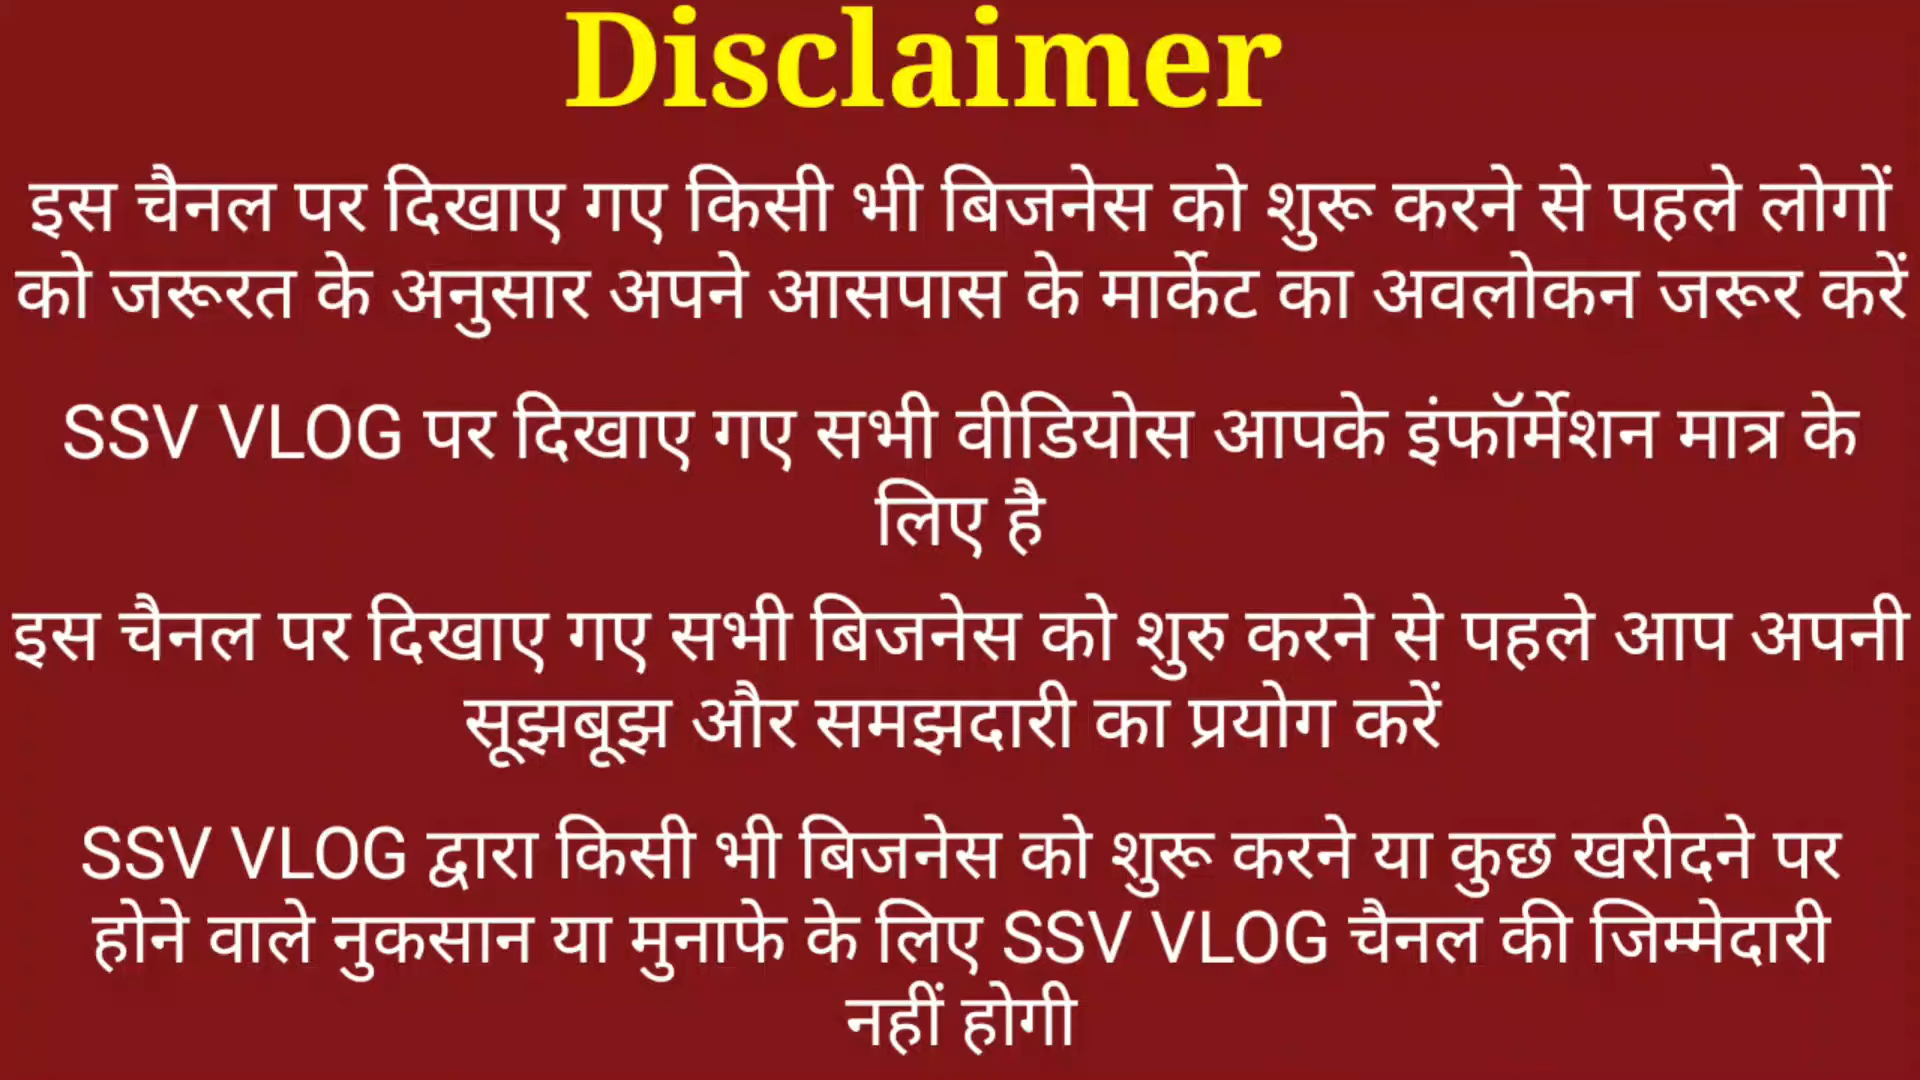 Disclaimer
इस चैनल पर दिखाए गए किसी भी बिजनेस को शुरू करने से पहले लोगों
को जरूरत के अनुसार अपने आसपास के मार्केट का अवलोकन जरूर करें
SSV VLOG पर दिखाए गए सभी वीडियोस आपके इंफॉर्मेशन मात्र के
लिए है
इस चैनल पर दिखाए गए सभी बिजनेस को शुरु करने से पहले आप अपनी
सूझबूझ और समझदारी का प्रयोग करें
SSV VLOG द्वारा किसी भी बिजनेस को शुरू करने या कुछ खरीदने पर
होने वाले नुकसान या मुनाफे के लिए SSV VLOG चैनल की जिम्मेदारी
नहीं होगी